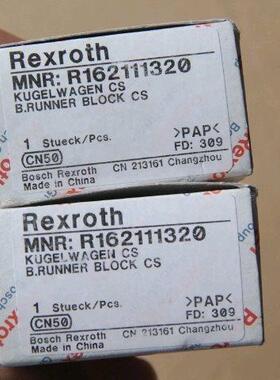 Rexroth
MNR: R162111320
KUGELWAGEN CS
B.RUNNER BLOCK CS
1 Stueck/Pcs.
>PAP<
CN50
FD: 309
Bosch Rexroth CN 213161 Changzhou
Made in China
Rexroth
MNR: R162111320
KUGELWAGEN CS
B.RUNNER BLOCK CS
1 Stueck/Pcs.
>PAP<
CN50
FD: 309
Bosch Rexroth CN 213161 Changzhou
Made in China